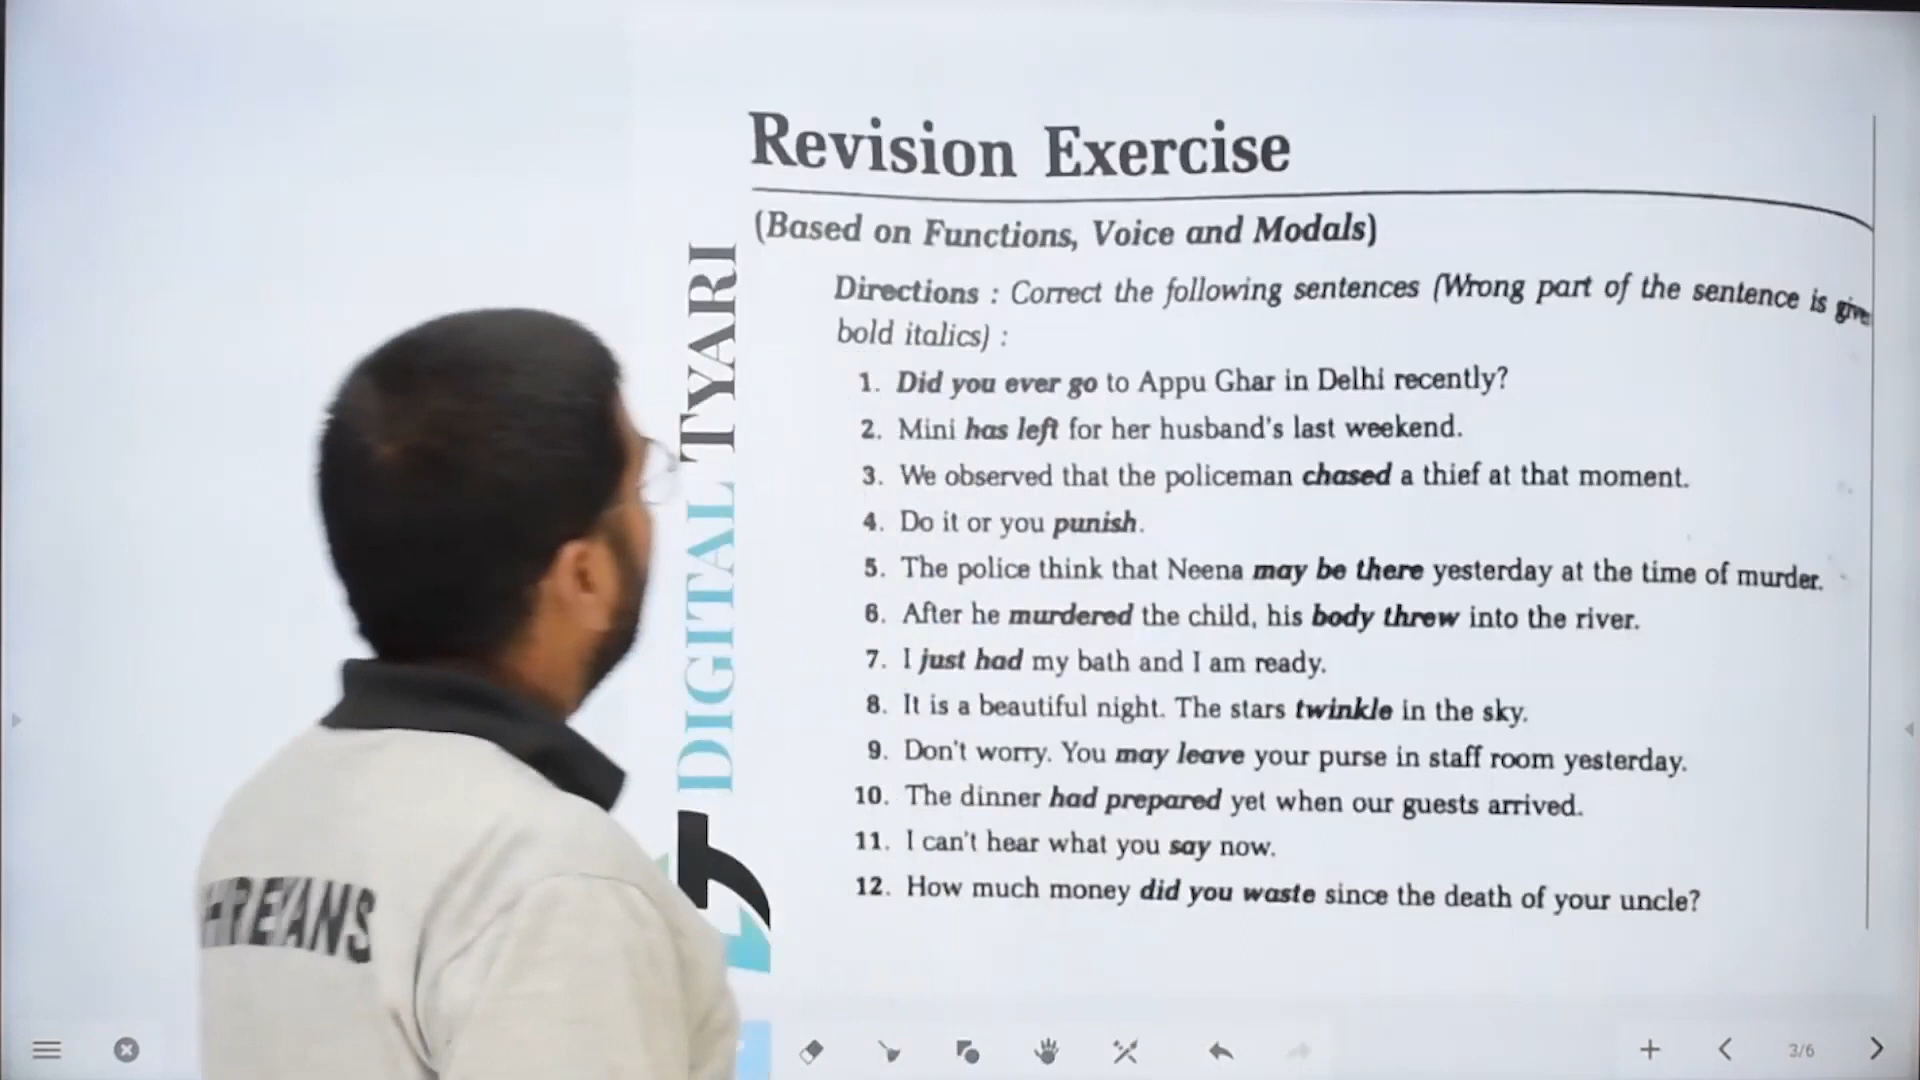 Revision Exercise
(Based on Functions, Voice and Modals)
Directions : Correct the following sentences (Wrong part of the sentence is
bold italics) :
1. Did you ever go to Appu Ghar in Delhi recently?
2. Mini has left for her husband's last weekend.
3. We observed that the policeman chased a thief at that moment.
4. Do it or you punish.
5. The police think that Neena may be there yesterday at the time of murder.
6. After he murdered the child, his body threw into the river.
7. I just had my bath and I am ready.
8. It is a beautiful night. The stars twinkle in the sky.
9. Don't worry. You may leave your purse in staff room yesterday.
10. The dinner had prepared yet when our guests arrived.
11. I can't hear what you say now.
12. How much money did you waste since the death of your uncle?
DIGITAL TYARI
HREYANS
3/6